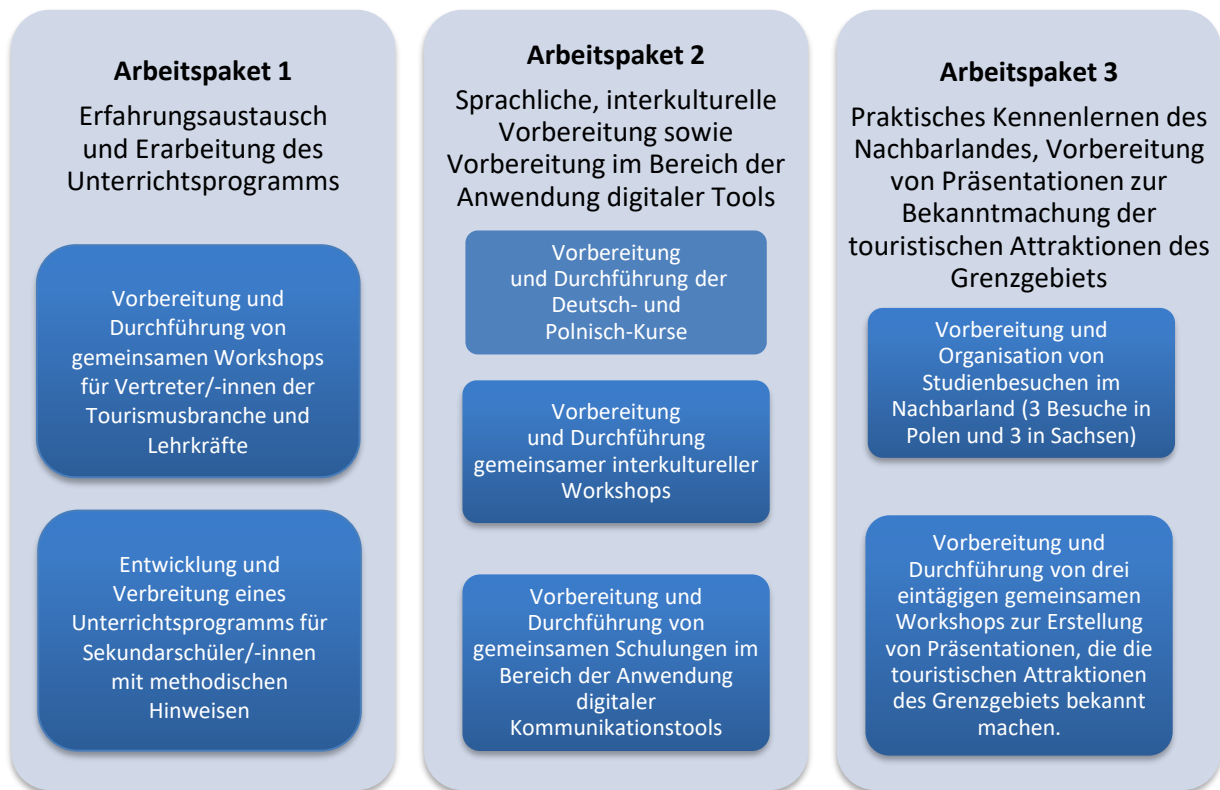 Arbeitspaket 1
Erfahrungsaustausch
und Erarbeitung des
Unterrichtsprogramms
Vorbereitung und
Durchführung von
gemeinsamen Workshops
für Vertreter/-innen der
Tourismusbranche und
Lehrkräfte
Entwicklung und
Verbreitung eines
Unterrichtsprogramms für
Sekundarschüler/-innen
mit methodischen
Hinweisen
Arbeitspaket 2
Sprachliche, interkulturelle
Vorbereitung sowie
Vorbereitung im Bereich der
Anwendung digitaler Tools
Vorbereitung
und Durchführung der
Deutsch- und
Polnisch-Kurse
Vorbereitung
und Durchführung
gemeinsamer interkultureller
Workshops
Vorbereitung und
Durchführung von
gemeinsamen Schulungen im
Bereich der Anwendung
digitaler
Kommunikationstools
Arbeitspaket 3
Praktisches Kennenlernen des
Nachbarlandes, Vorbereitung
von Präsentationen zur
Bekanntmachung der
touristischen Attraktionen des
Grenzgebiets
Vorbereitung und
Organisation von
Studienbesuchen im
Nachbarland (3 Besuche in
Polen und 3 in Sachsen)
Vorbereitung und
Durchführung von drei
eintägigen gemeinsamen
Workshops zur Erstellung
von Präsentationen, die die
touristischen Attraktionen
des Grenzgebiets bekannt
machen.